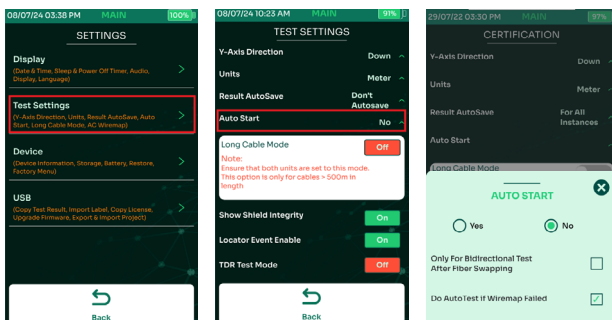 08/07/24 03:38 PM MAIN 100%
SETTINGS
Display
(Date & Time, Sleep & Power Off Timer, Audio,
Display, Language)
Test Settings
(Y-Axis Direction, Units, Result AutoSave, Auto
Start, Long Cable Mode, AC Wiremap)
Device
(Device Information, Storage, Battery, Restore,
Factory Menu)
USB
(Copy Test Result, Import Label, Copy License,
Upgrade Firmware, Export & Import Project)
Back
08/07/24 10:23 AM MAIN 91%
TEST SETTINGS
Y-Axis Direction
Down
Units
Meter
Result AutoSave
Don't
Autosave
Auto Start
No
Long Cable Mode
Off
Note:
Ensure that both units are set to this mode.
This option is only for cables > 500m in
length
Show Shield Integrity
On
Locator Event Enable
On
TDR Test Mode
Off
Back
29/07/22 03:30 PM MAIN 97%
CERTIFICATION
Y-Axis Direction
Down
Units
Meter
Result AutoSave
For All
Instances
Auto Start
Long Cable Mode
AUTO START
Yes
No
Only For Bidirectional Test
After Fiber Swapping
Do AutoTest if Wiremap Failed